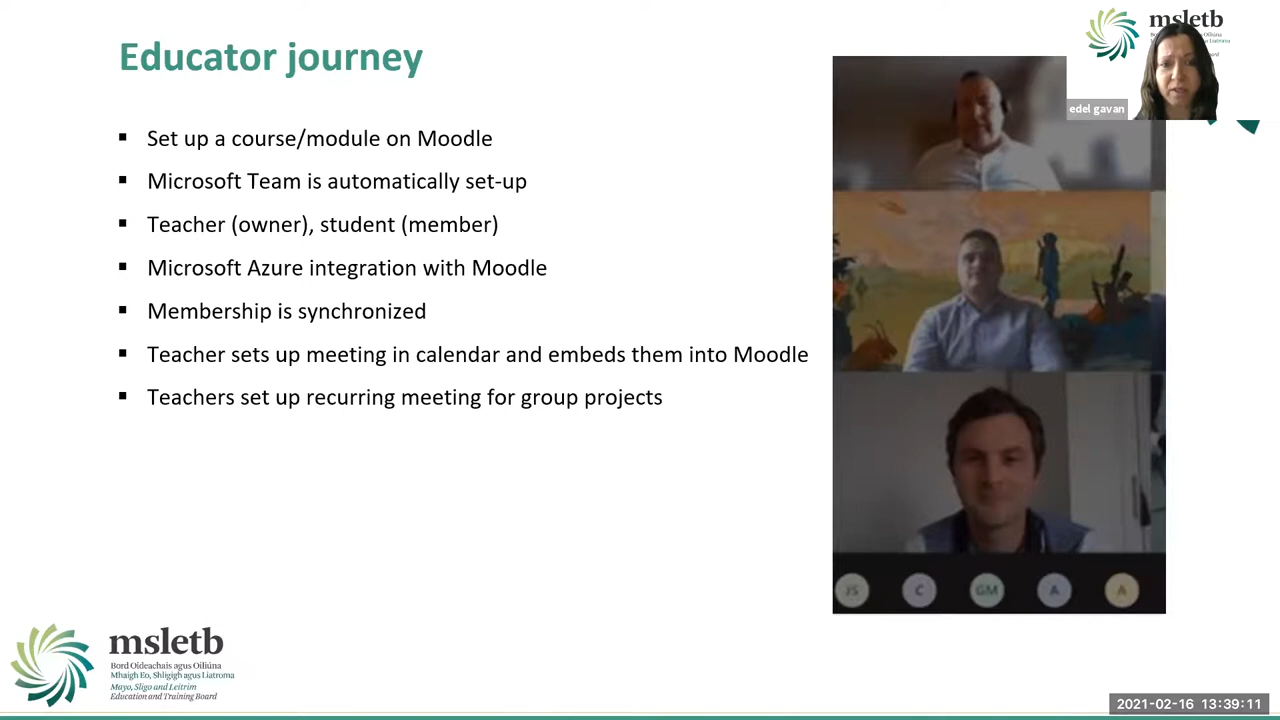 Educator journey
msletb
edel gavan
Set up a course/module on Moodle
Microsoft Team is automatically set-up
Teacher (owner), student (member)
Microsoft Azure integration with Moodle
Membership is synchronized
Teacher sets up meeting in calendar and embeds them into Moodle
Teachers set up recurring meeting for group projects
JS C GM A A
msletb
Bord Oideachais agus Oiliúna
Mhaigh Eo, Shligigh agus Liatroma
Mayo, Sligo and Leitrim
Education and Training Board
2021-02-16 13:39:11